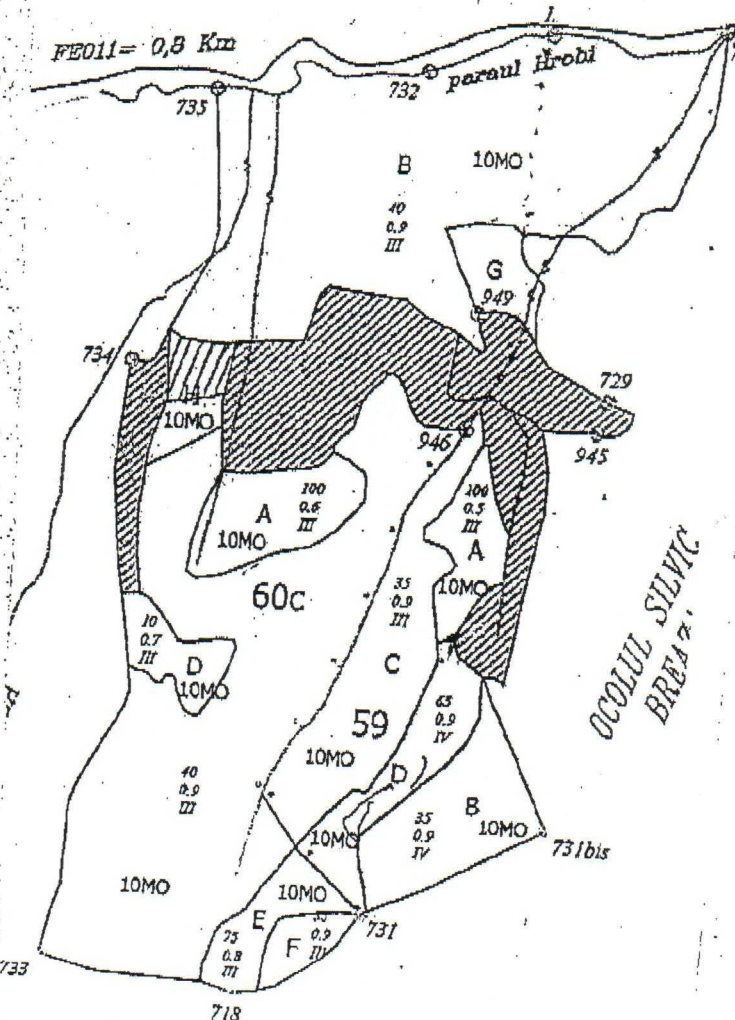 1
FE011= 0,8 Km
paraul Hrobi
735
732
B
10MO
40
0.9
III
G
949
734
H
10MO
729
946
945
A
100
0.6
III
10MO
100
0.5
III
A
10MO
60c
35
0.9
III
C
59
10MO
10
0.7
III
D
10MO
65
0.9
IV
D
OCOLUL SILVIC
40
0.9
III
10MO
B
35
0.9
IV
10MO
731bis
10MO
10MO
E
75
0.8
III
F
0.9
III
731
733
718